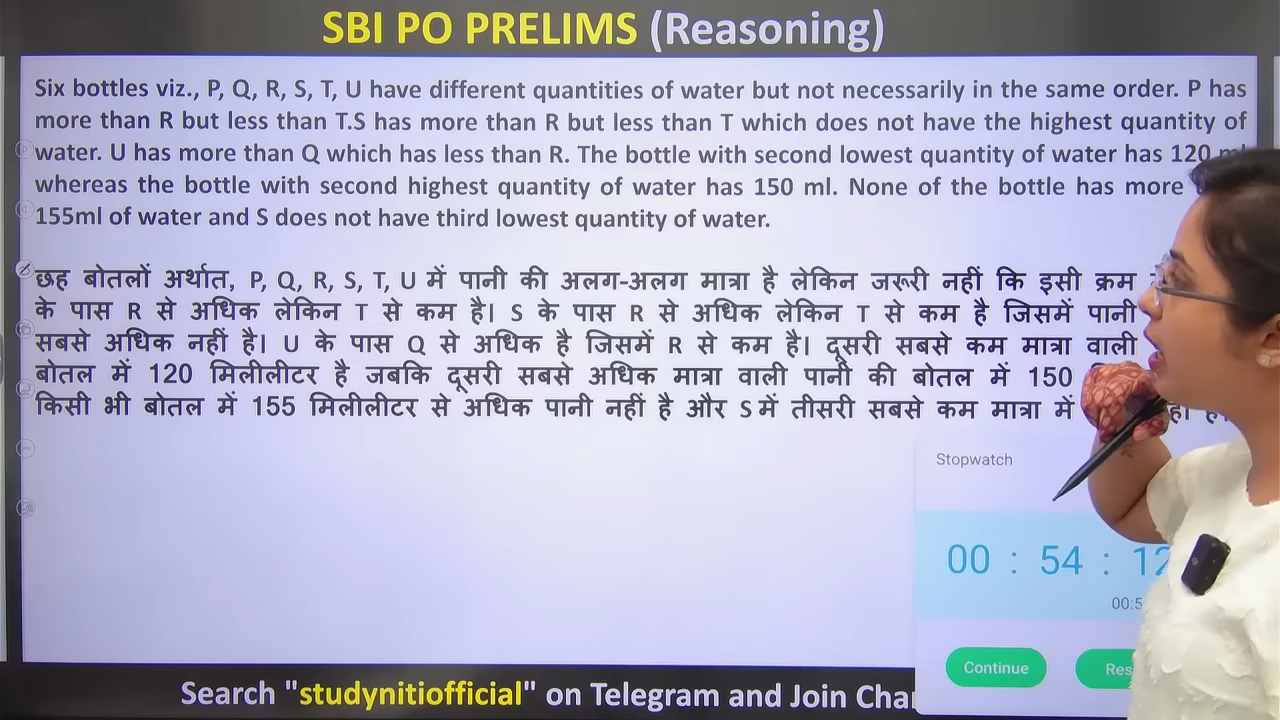 SBI PO PRELIMS (Reasoning)
Six bottles viz., P, Q, R, S, T, U have different quantities of water but not necessarily in the same order. P has
more than R but less than T.S has more than R but less than T which does not have the highest quantity of
water. U has more than Q which has less than R. The bottle with second lowest quantity of water has 120
whereas the bottle with second highest quantity of water has 150 ml. None of the bottle has more
155ml of water and S does not have third lowest quantity of water.
छह बोतलों अर्थात, P, Q, R, S, T, U में पानी की अलग-अलग मात्रा है लेकिन जरूरी नहीं कि इसी क्रम
के पास R से अधिक लेकिन T से कम है। S के पास R से अधिक लेकिन T से कम है जिसमें पानी
सबसे अधिक नहीं है। U के पास Q से अधिक है जिसमें R से कम है। दूसरी सबसे कम मात्रा वाली
बोतल में 120 मिलीलीटर है जबकि दूसरी सबसे अधिक मात्रा वाली पानी की बोतल में 150
किसी भी बोतल में 155 मिलीलीटर से अधिक पानी नहीं है और S में तीसरी सबसे कम मात्रा में
Stopwatch
00 : 54 : 12
Continue
Search "studynitiofficial" on Telegram and Join